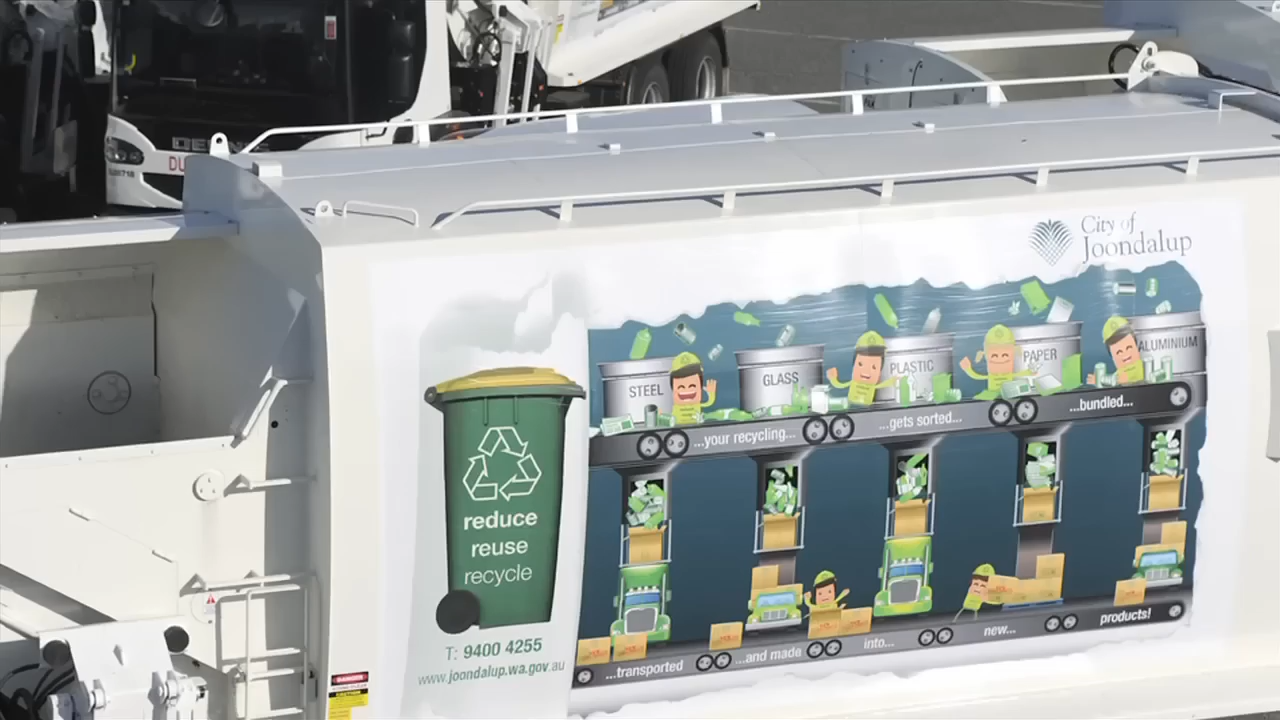 City of
Joondalup
STEEL
GLASS
PLASTIC
PAPER
ALUMINIUM
...your recycling...
...gets sorted...
...bundled...
reduce
reuse
recycle
T: 9400 4255
www.joondalup.wa.gov.au
...transported
...and made
into...
new...
products!
DANGER